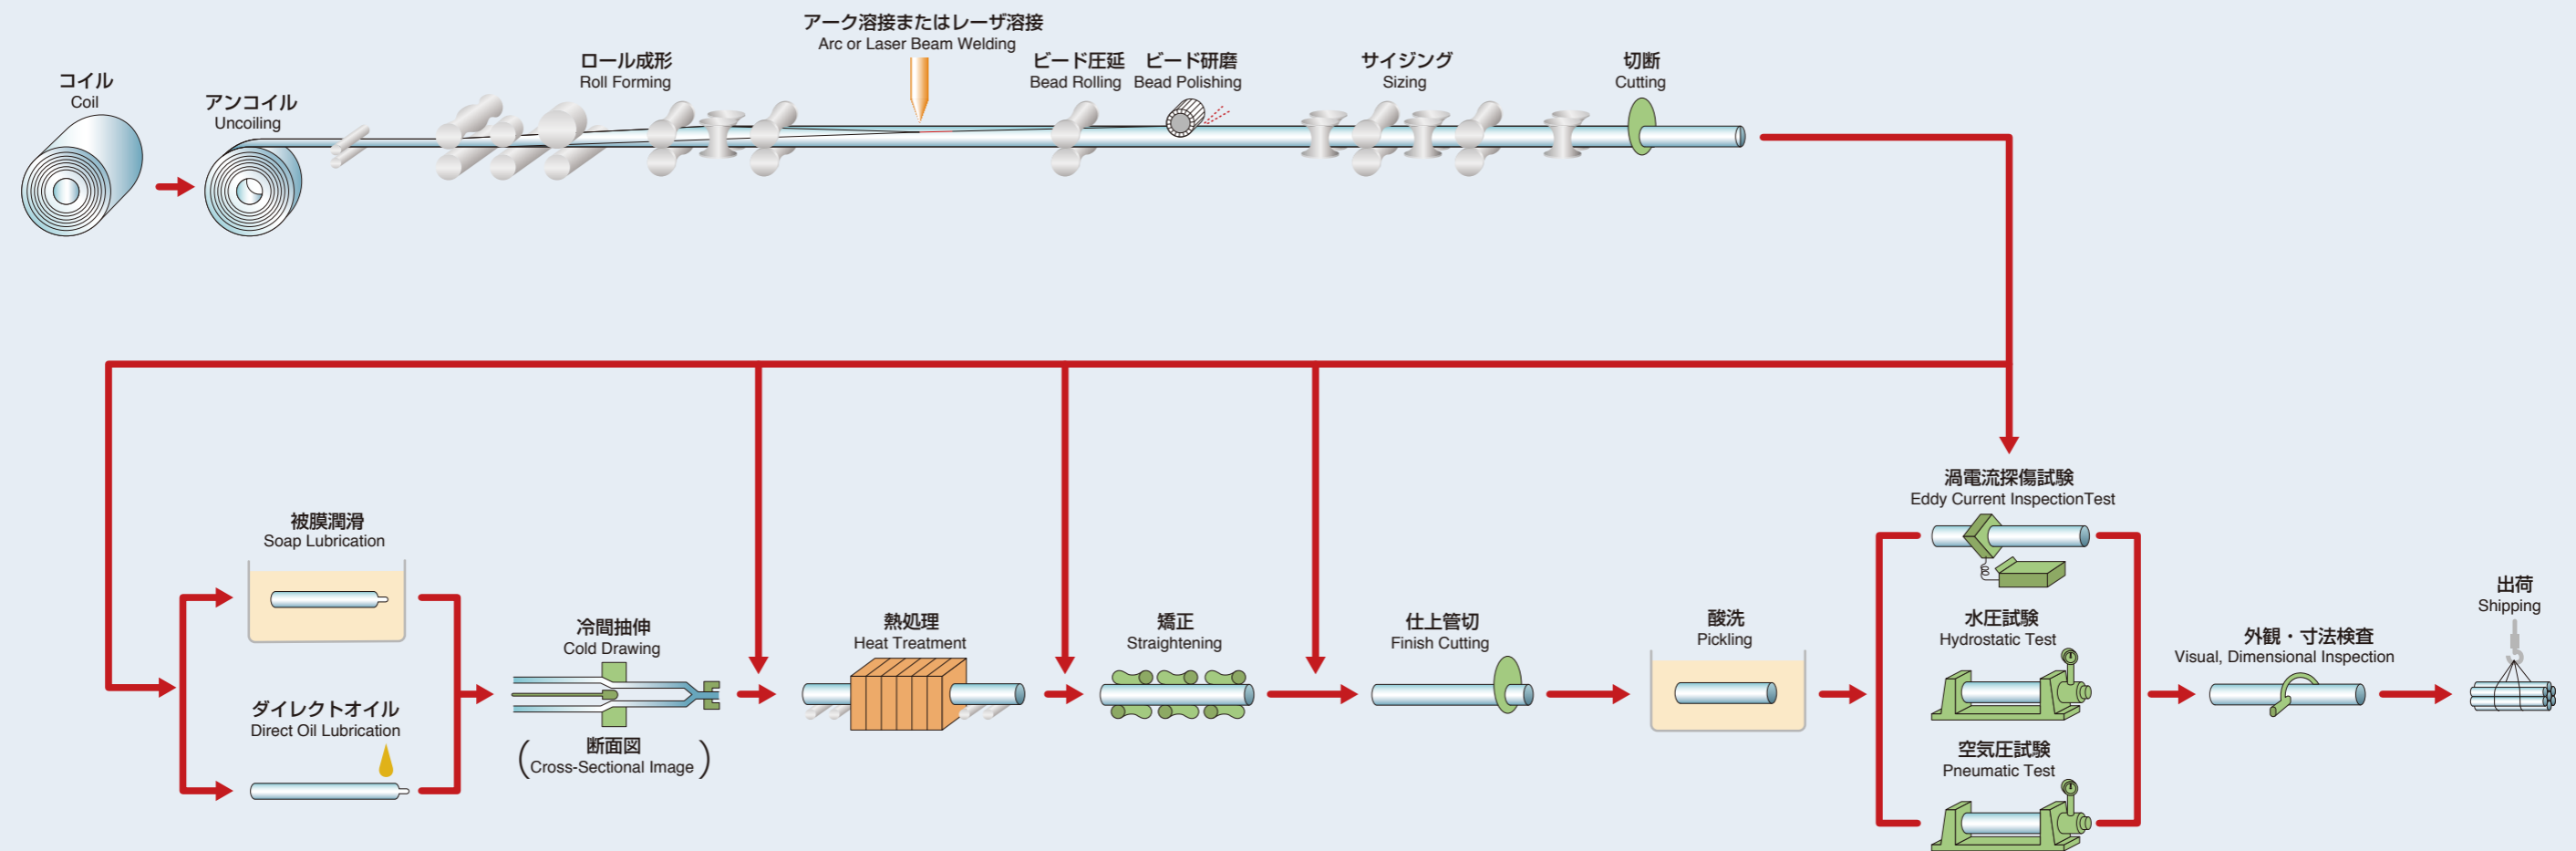 コイル
Coil
アンコイル
Uncoiling
ロール成形
Roll Forming
アーク溶接またはレーザ溶接
Arc or Laser Beam Welding
ビード圧延
Bead Rolling
ビード研磨
Bead Polishing
サイジング
Sizing
切断
Cutting
被膜潤滑
Soap Lubrication
ダイレクトオイル
Direct Oil Lubrication
冷間抽伸
Cold Drawing
(断面図
Cross-Sectional Image)
熱処理
Heat Treatment
矯正
Straightening
仕上管切
Finish Cutting
酸洗
Pickling
渦電流探傷試験
Eddy Current InspectionTest
水圧試験
Hydrostatic Test
空気圧試験
Pneumatic Test
外観・寸法検査
Visual, Dimensional Inspection
出荷
Shipping